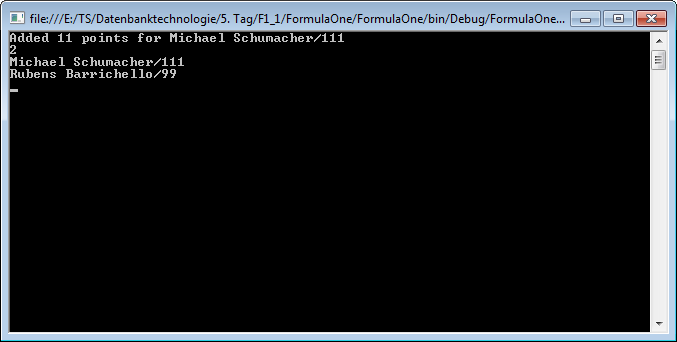 file:///E:/TS/Datenbanktechnologie/5. Tag/F1_1/FormulaOne/FormulaOne/bin/Debug/FormulaOne...
Added 11 points for Michael Schumacher/111
2
Michael Schumacher/111
Rubens Barrichello/99